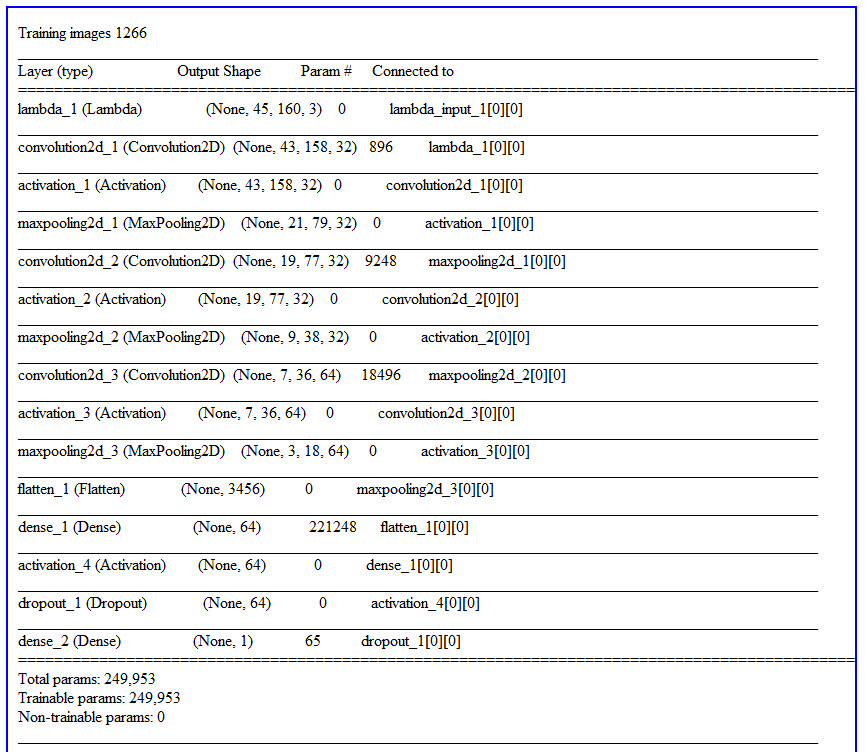 Training images 1266
Layer (type) Output Shape Param # Connected to
lambda_1 (Lambda) (None, 45, 160, 3) 0 lambda_input_1[0][0]
convolution2d_1 (Convolution2D) (None, 43, 158, 32) 896 lambda_1[0][0]
activation_1 (Activation) (None, 43, 158, 32) 0 convolution2d_1[0][0]
maxpooling2d_1 (MaxPooling2D) (None, 21, 79, 32) 0 activation_1[0][0]
convolution2d_2 (Convolution2D) (None, 19, 77, 32) 9248 maxpooling2d_1[0][0]
activation_2 (Activation) (None, 19, 77, 32) 0 convolution2d_2[0][0]
maxpooling2d_2 (MaxPooling2D) (None, 9, 38, 32) 0 activation_2[0][0]
convolution2d_3 (Convolution2D) (None, 7, 36, 64) 18496 maxpooling2d_2[0][0]
activation_3 (Activation) (None, 7, 36, 64) 0 convolution2d_3[0][0]
maxpooling2d_3 (MaxPooling2D) (None, 3, 18, 64) 0 activation_3[0][0]
flatten_1 (Flatten) (None, 3456) 0 maxpooling2d_3[0][0]
dense_1 (Dense) (None, 64) 221248 flatten_1[0][0]
activation_4 (Activation) (None, 64) 0 dense_1[0][0]
dropout_1 (Dropout) (None, 64) 0 activation_4[0][0]
dense_2 (Dense) (None, 1) 65 dropout_1[0][0]
Total params: 249,953
Trainable params: 249,953
Non-trainable params: 0